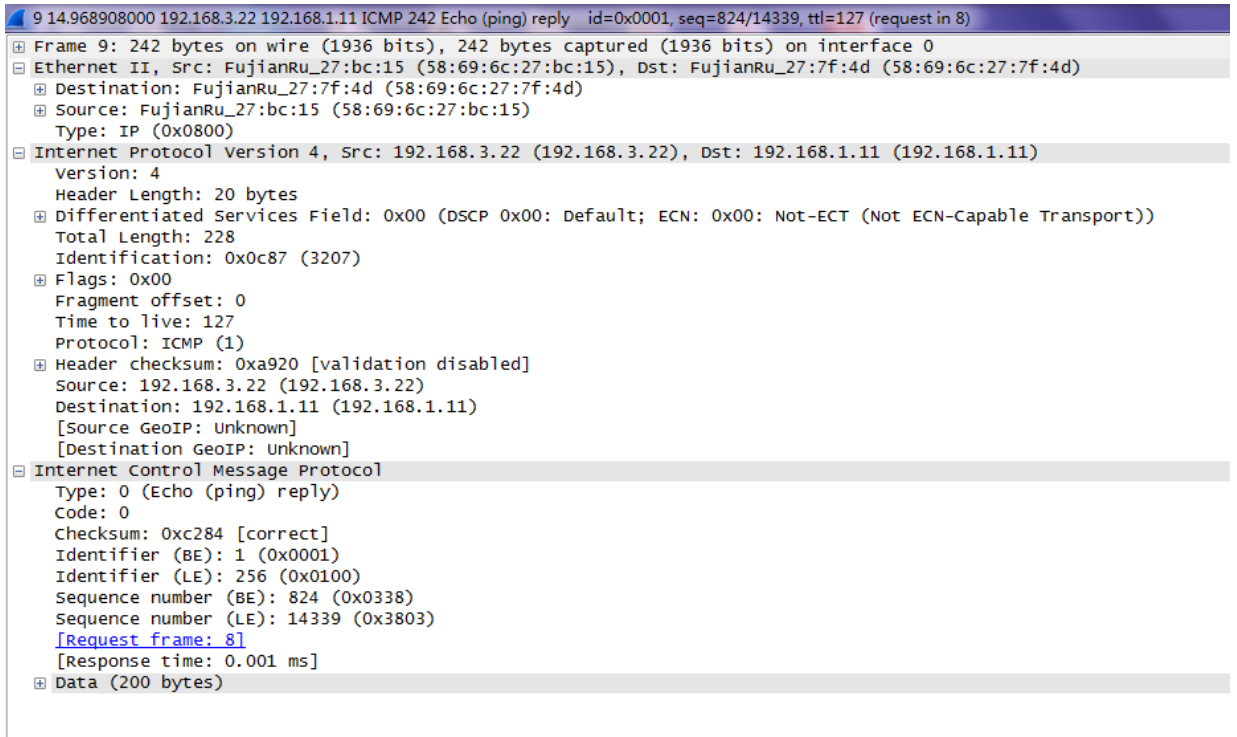 9 14.968908000 192.168.3.22 192.168.1.11 ICMP 242 Echo (ping) reply id=0x0001, seq=824/14339, ttl=127 (request in 8)
Frame 9: 242 bytes on wire (1936 bits), 242 bytes captured (1936 bits) on interface 0
Ethernet II, Src: FujianRu_27:bc:15 (58:69:6c:27:bc:15), Dst: FujianRu_27:7f:4d (58:69:6c:27:7f:4d)
Destination: FujianRu_27:7f:4d (58:69:6c:27:7f:4d)
Source: FujianRu_27:bc:15 (58:69:6c:27:bc:15)
Type: IP (0x0800)
Internet Protocol Version 4, Src: 192.168.3.22 (192.168.3.22), Dst: 192.168.1.11 (192.168.1.11)
Version: 4
Header Length: 20 bytes
Differentiated Services Field: 0x00 (DSCP 0x00: Default; ECN: 0x00: Not-ECT (Not ECN-Capable Transport))
Total Length: 228
Identification: 0x0c87 (3207)
Flags: 0x00
Fragment offset: 0
Time to live: 127
Protocol: ICMP (1)
Header checksum: 0xa920 [validation disabled]
Source: 192.168.3.22 (192.168.3.22)
Destination: 192.168.1.11 (192.168.1.11)
[Source GeoIP: Unknown]
[Destination GeoIP: Unknown]
Internet Control Message Protocol
Type: 0 (Echo (ping) reply)
Code: 0
Checksum: 0xc284 [correct]
Identifier (BE): 1 (0x0001)
Identifier (LE): 256 (0x0100)
Sequence number (BE): 824 (0x0338)
Sequence number (LE): 14339 (0x3803)
[Request frame: 8]
[Response time: 0.001 ms]
Data (200 bytes)